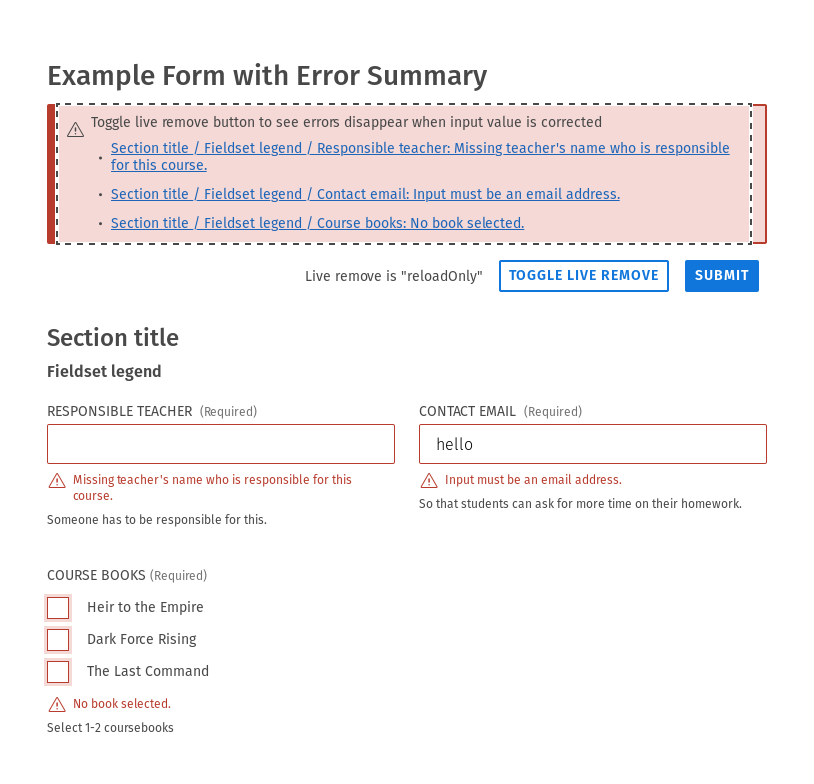 Example Form with Error Summary
Toggle live remove button to see errors disappear when input value is corrected
• Section title / Fieldset legend / Responsible teacher: Missing teacher's name who is responsible
for this course.
• Section title / Fieldset legend / Contact email: Input must be an email address.
• Section title / Fieldset legend / Course books: No book selected.
Live remove is "reloadOnly" TOGGLE LIVE REMOVE SUBMIT
Section title
Fieldset legend
RESPONSIBLE TEACHER (Required)
Missing teacher's name who is responsible for this
course.
Someone has to be responsible for this.
CONTACT EMAIL (Required)
hello
Input must be an email address.
So that students can ask for more time on their homework.
COURSE BOOKS (Required)
Heir to the Empire
Dark Force Rising
The Last Command
No book selected.
Select 1-2 coursebooks